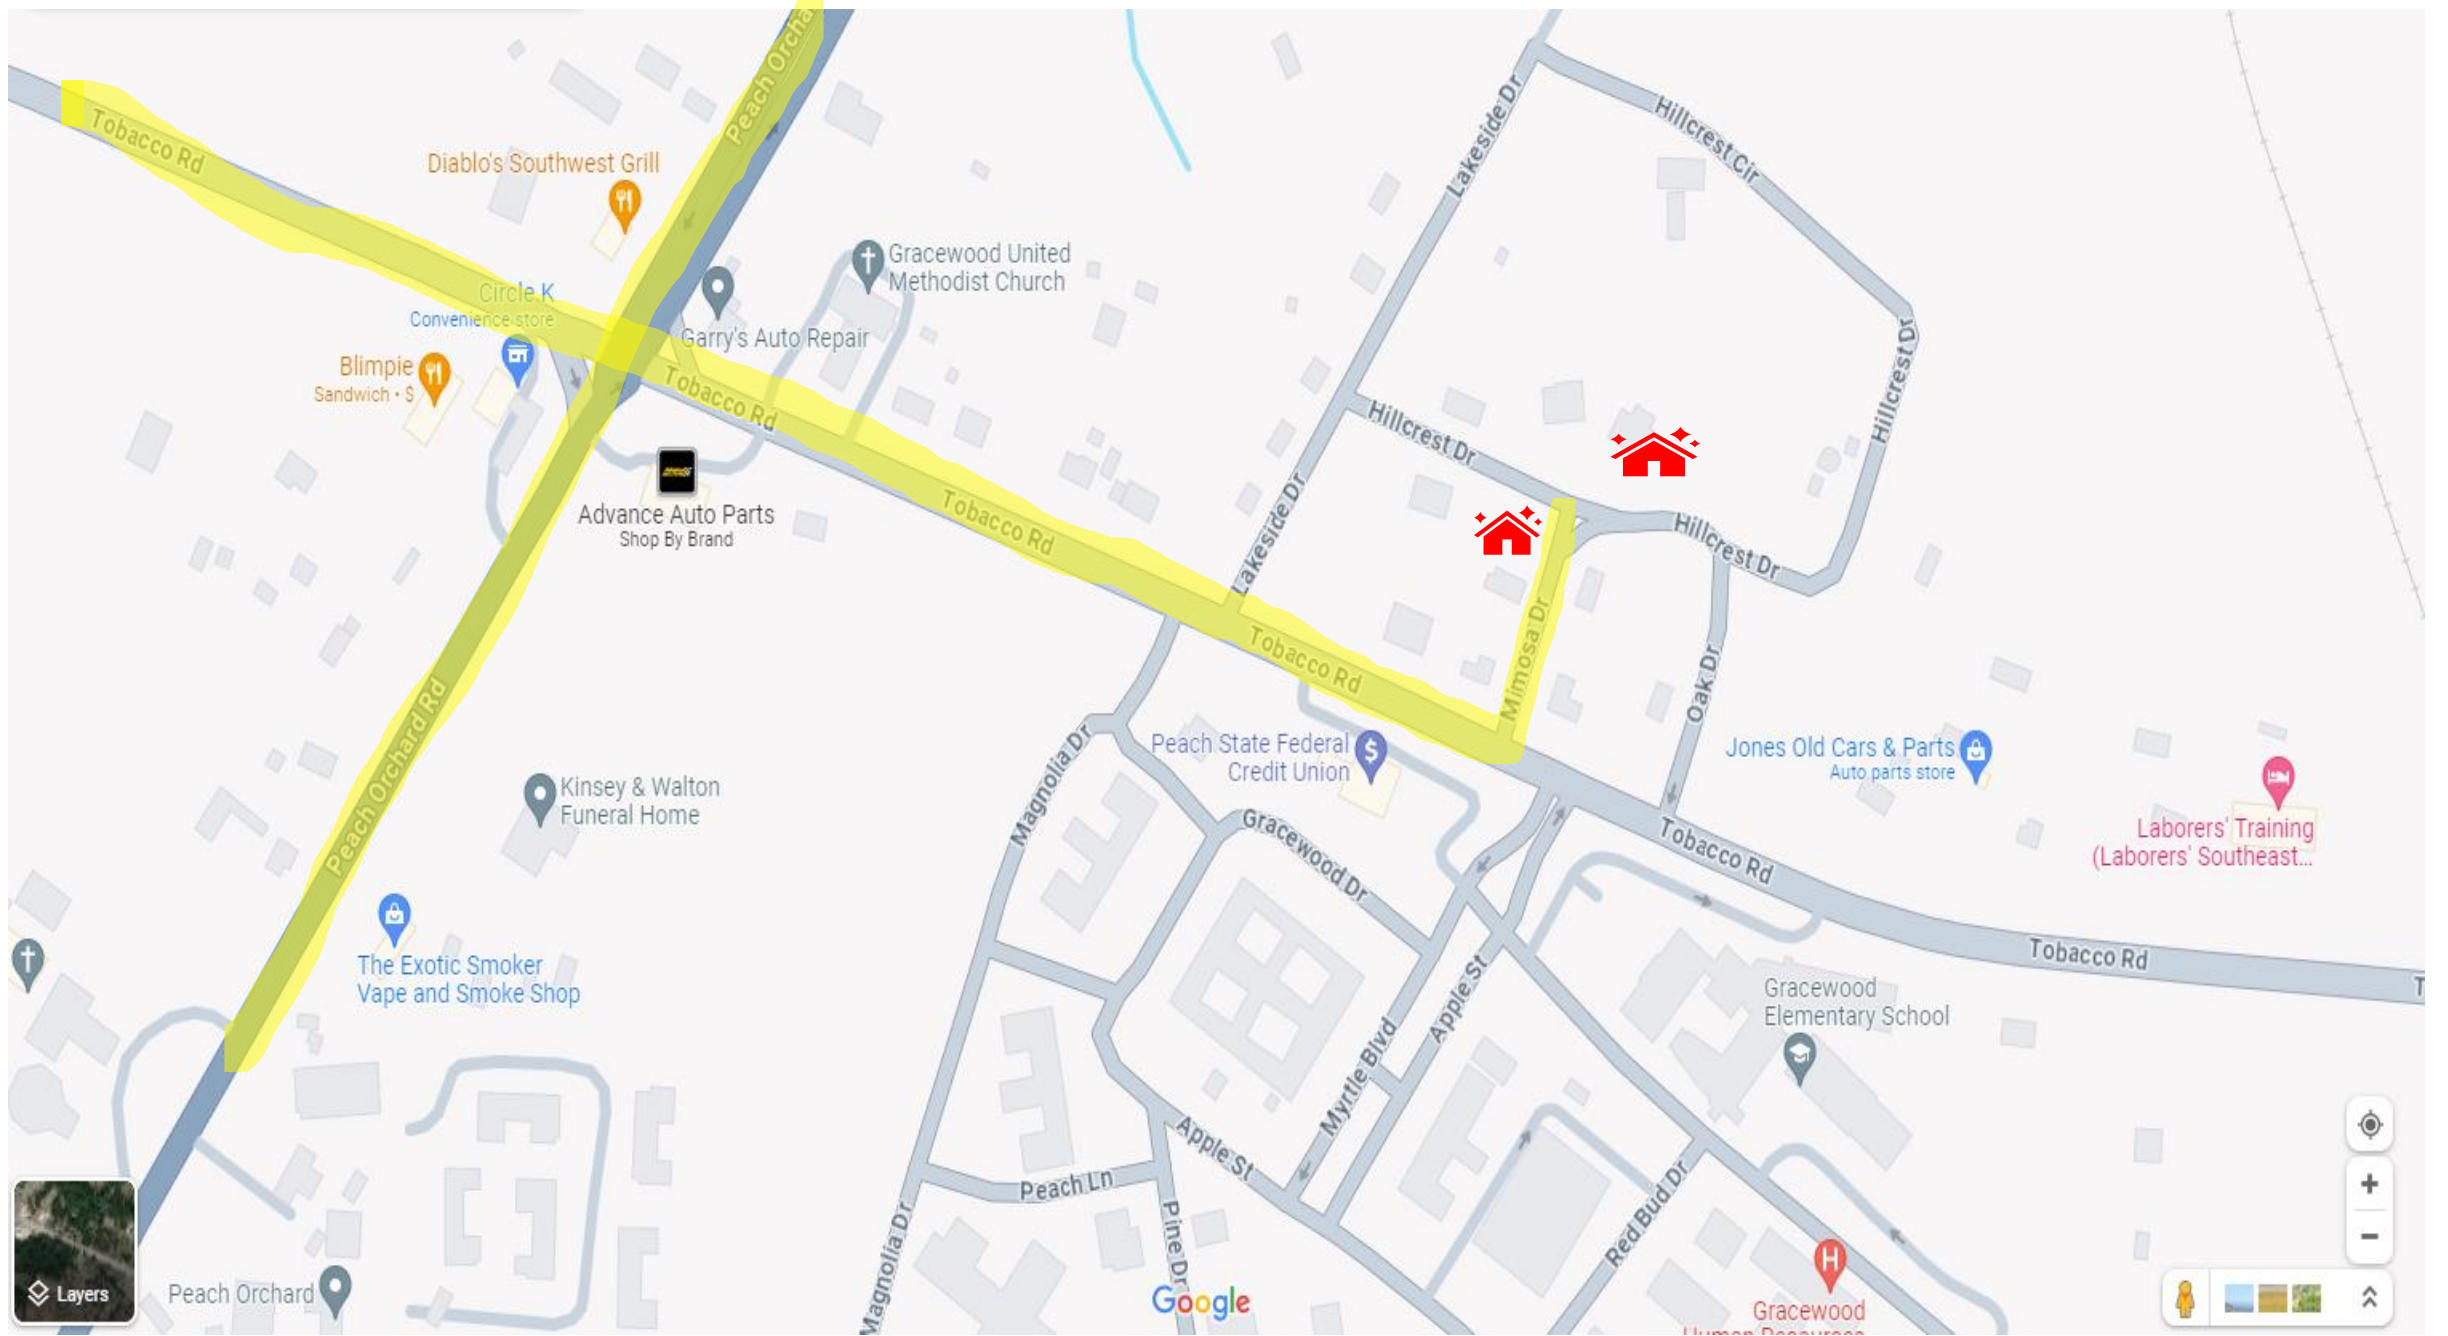 Peach Orcha
Tobacco Rd
Diablo's Southwest Grill
Lakeside Dr
Hillcrest Cir
Gracewood United
Methodist Church
Circle K
Convenience store
Garry's Auto Repair
Blimpie
Sandwich • $
Tobacco Rd
Hillcrest Dr
Hillcrest Dr
Advance Auto Parts
Shop By Brand
Tobacco Rd
Lakeside Dr
Hillcrest Dr
Mimosa Dr
Tobacco Rd
Oak Dr
Peach Orchard Rd
Magnolia Dr
Peach State Federal
Credit Union
Jones Old Cars & Parts
Auto parts store
Kinsey & Walton
Funeral Home
Gracewood Dr
Tobacco Rd
Laborers' Training
(Laborers' Southeast...
The Exotic Smoker
Vape and Smoke Shop
Tobacco Rd
T
Apple St
Gracewood
Elementary School
Myrtle Blvd
Apple St
Peach Ln
Magnolia Dr
Pine Dr
Red Bud Dr
Layers
Peach Orchard
Google
H
Gracewood
Human Resources